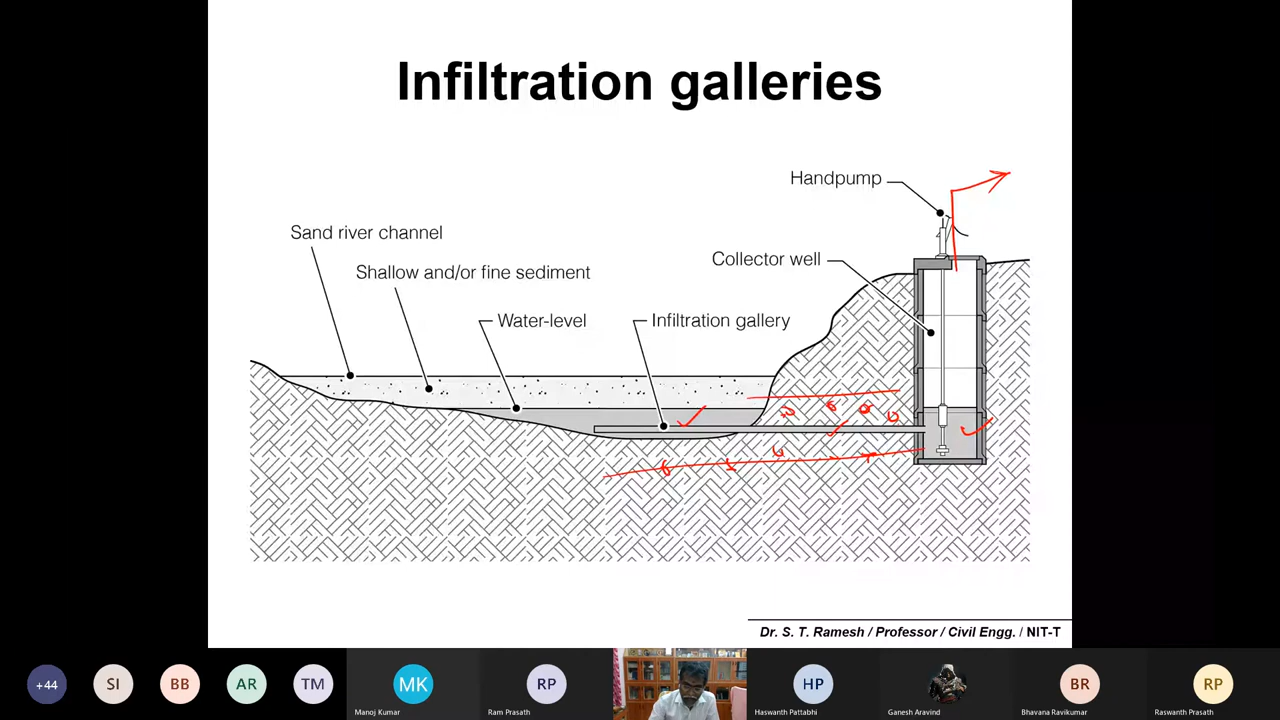 Infiltration galleries
Handpump
Sand river channel
Collector well
Shallow and/or fine sediment
Water-level
Infiltration gallery
Dr. S. T. Ramesh / Professor / Civil Engg. / NIT-T
+44
SI
BB
AR
TM
MK
RP
HP
BR
RP
Manoj Kumar
Ram Prasath
Haswanth Pattabhi
Ganesh Aravind
Bhavana Ravikumar
Raswanth Prasath